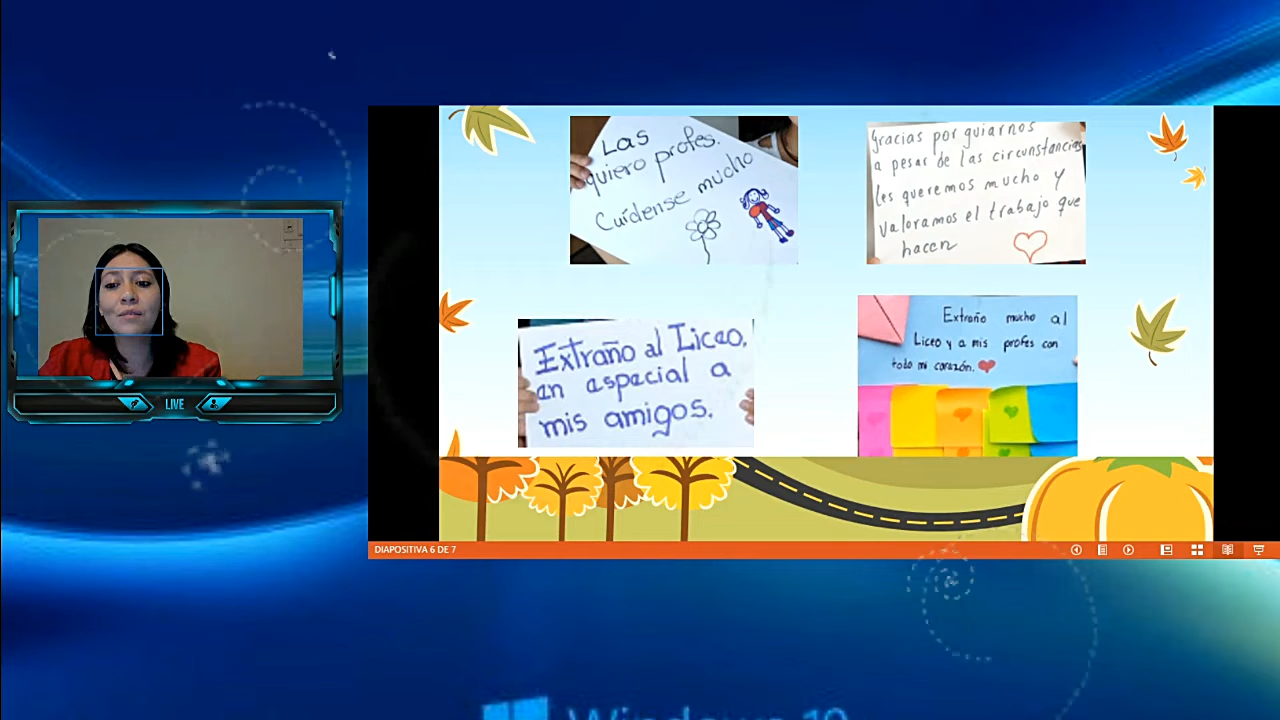 Las
quiero profes.
Cuídense mucho
Gracias por guiarnos
a pesar de las circunstancias
les queremos mucho y
valoramos el trabajo que
hacen
Extraño al Liceo,
en especial a
mis amigos.
Extraño mucho al
Liceo y a mis profes con
todo mi corazón.
LIVE
DIAPOSITIVA 6 DE 7
Windows 10